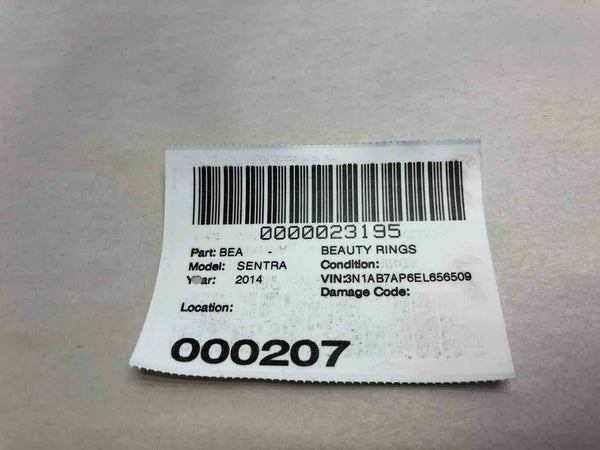 0000023195
Part: BEA - BEAUTY RINGS
Model: SENTRA Condition:
Year: 2014 VIN:3N1AB7AP6EL656509
Damage Code:
Location:
000207